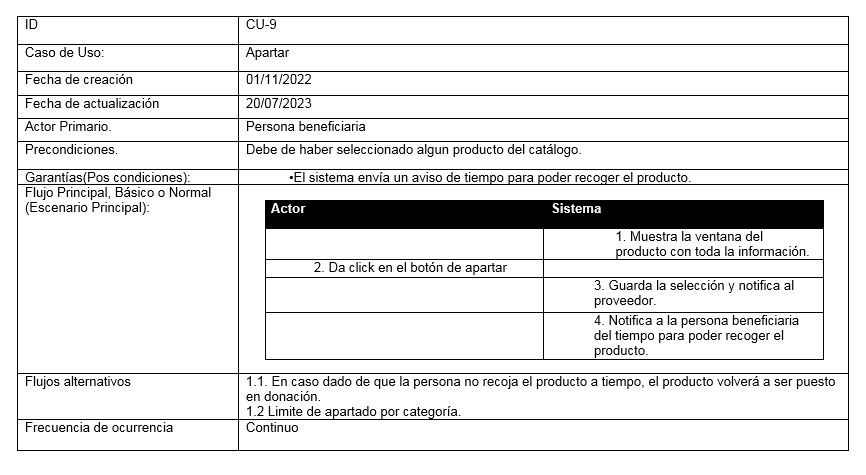 ID CU-9
Caso de Uso: Apartar
Fecha de creación 01/11/2022
Fecha de actualización 20/07/2023
Actor Primario. Persona beneficiaria
Precondiciones. Debe de haber seleccionado algun producto del catálogo.
Garantías(Pos condiciones): •El sistema envía un aviso de tiempo para poder recoger el producto.
Flujo Principal, Básico o Normal
(Escenario Principal):
Actor Sistema
1. Muestra la ventana del
producto con toda la información.
2. Da click en el botón de apartar
3. Guarda la selección y notifica al
proveedor.
4. Notifica a la persona beneficiaria
del tiempo para poder recoger el
producto.
Flujos alternativos 1.1. En caso dado de que la persona no recoja el producto a tiempo, el producto volverá a ser puesto
en donación.
1.2 Limite de apartado por categoría.
Frecuencia de ocurrencia Continuo